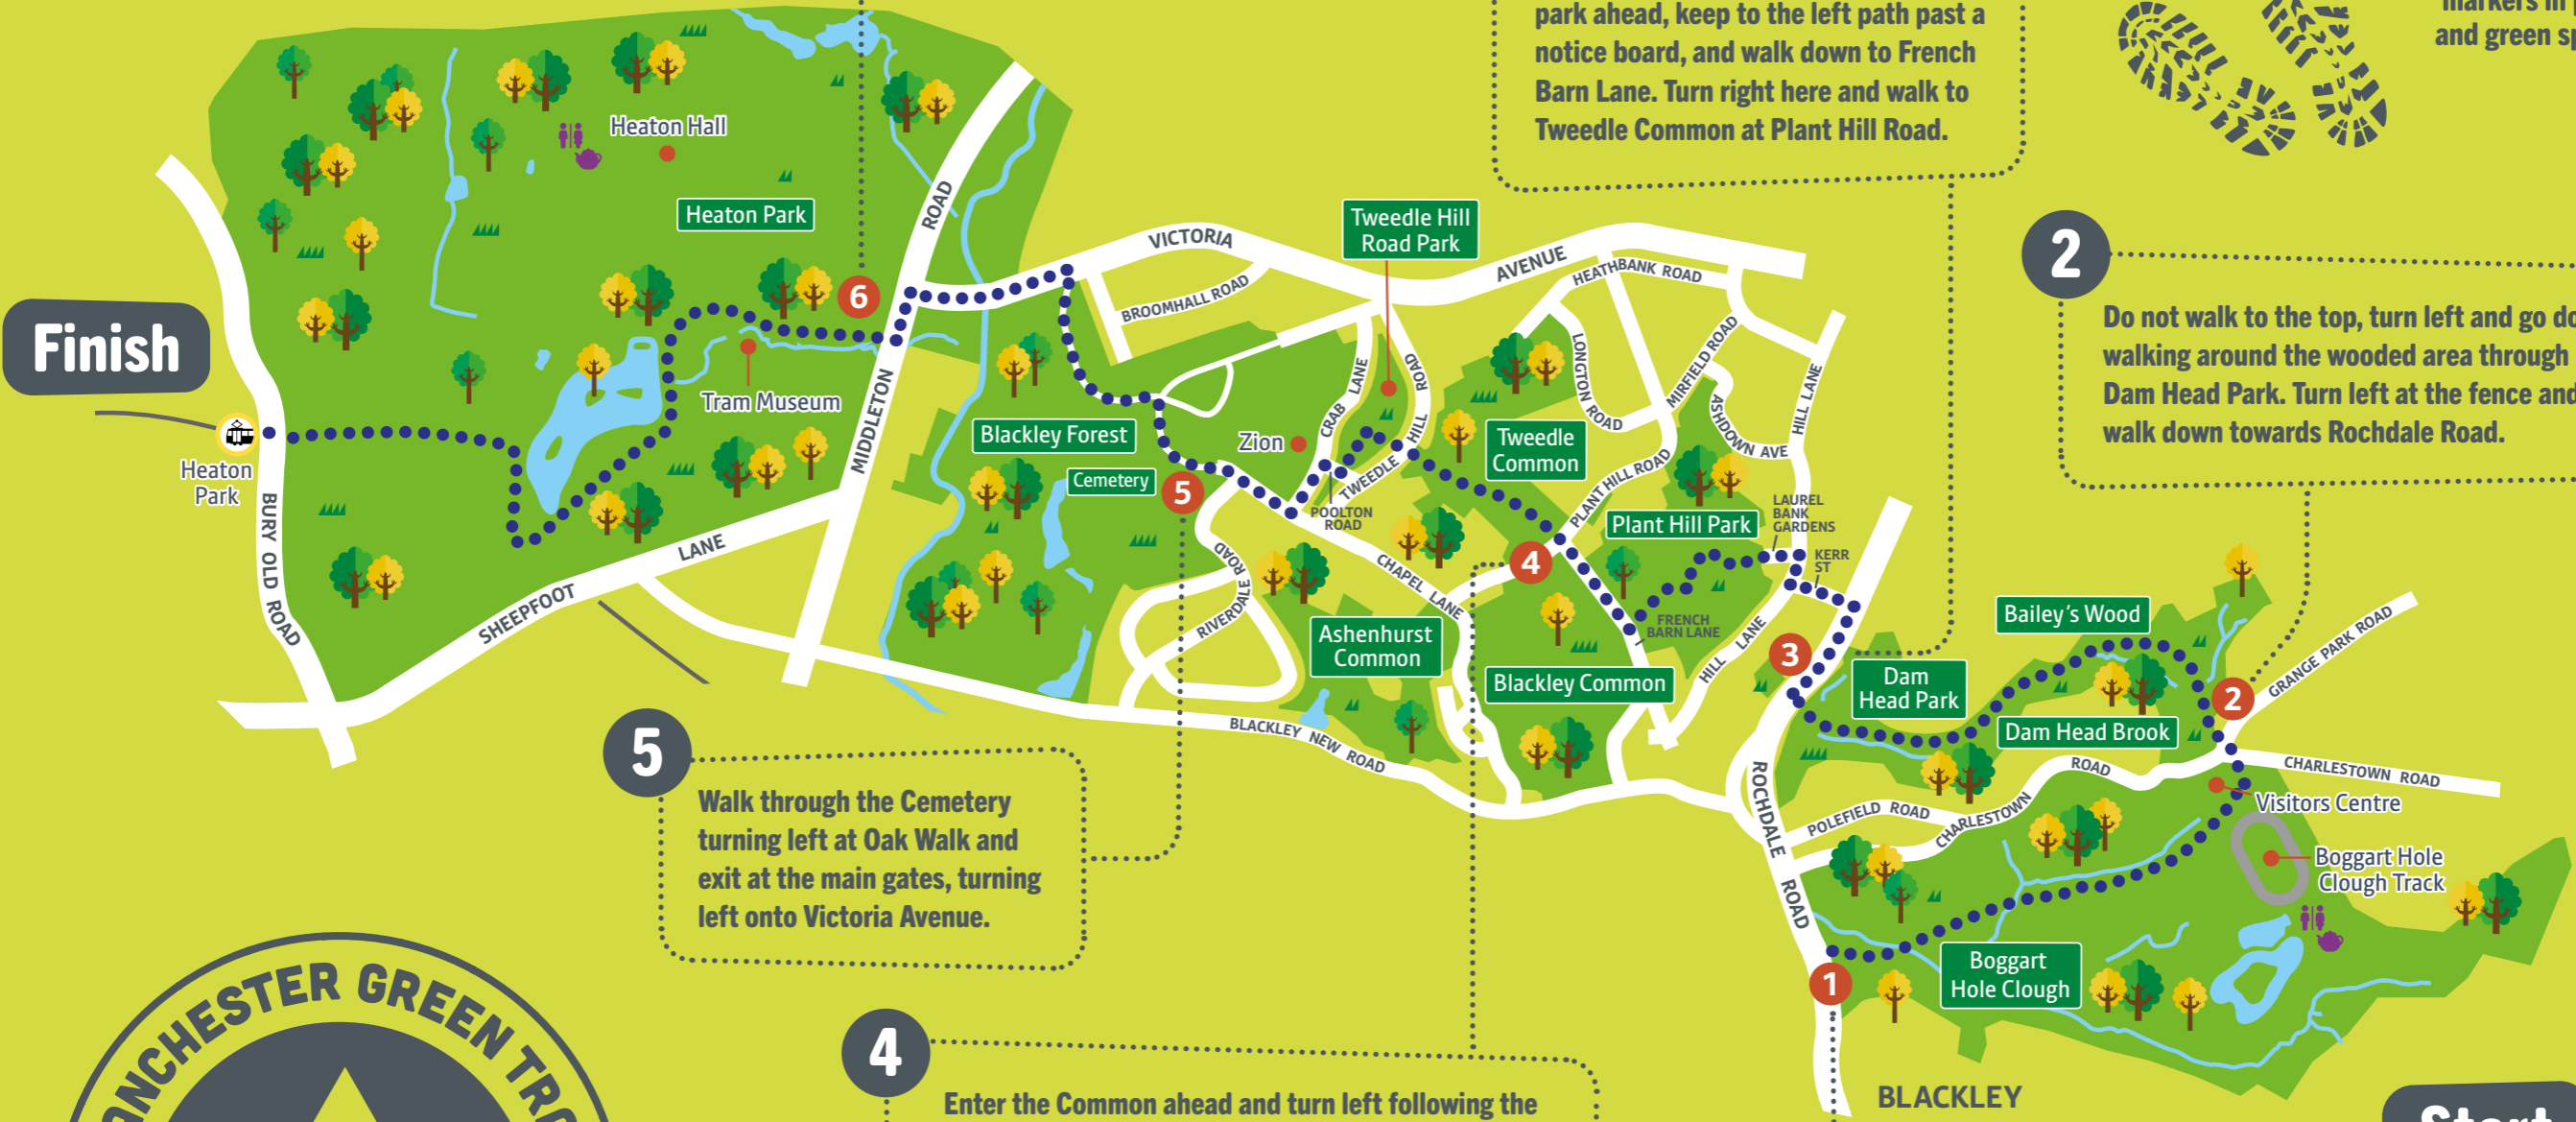 park ahead, keep to the left path past a
notice board, and walk down to French
Barn Lane. Turn right here and walk to
Tweedle Common at Plant Hill Road.
markers in
and green
Heaton Hall
Heaton Park
6
ROAD
VICTORIA
AVENUE
Tweedle Hill
Road Park
HEATHBANK ROAD
BROOMHALL ROAD
2
Do not walk to the top, turn left and go
walking around the wooded area through
Dam Head Park. Turn left at the fence and
walk down towards Rochdale Road.
Finish
Heaton
Park
Tram Museum
MIDDLETON
CRAB LANE
ROAD
HILL
TWEEDLE
LONGTON ROAD
MIRFIELD ROAD
ASHDOWN AVE
HILL LANE
Blackley Forest
Zion
Cemetery
5
POOLTON
ROAD
Tweedle
Common
PLANT HILL ROAD
Plant Hill Park
LAUREL
BANK
GARDENS
KERR
ST
4
BURY OLD ROAD
SHEEPFOOT
LANE
RIVERDALE ROAD
CHAPEL LANE
FRENCH
BARN LANE
HILL LANE
Ashenhurst
Common
Blackley Common
3
Dam
Head Park
Bailey's Wood
Dam Head Brook
2
GRANGE PARK ROAD
CHARLESTOWN ROAD
Visitors Centre
BLACKLEY NEW ROAD
ROCHDALE
ROAD
POLEFIELD ROAD
CHARLESTOWN
ROAD
Boggart Hole
Clough Track
Boggart
Hole Clough
1
5
Walk through the Cemetery
turning left at Oak Walk and
exit at the main gates, turning
left onto Victoria Avenue.
4
Enter the Common ahead and turn left following the
BLACKLEY
GREEN